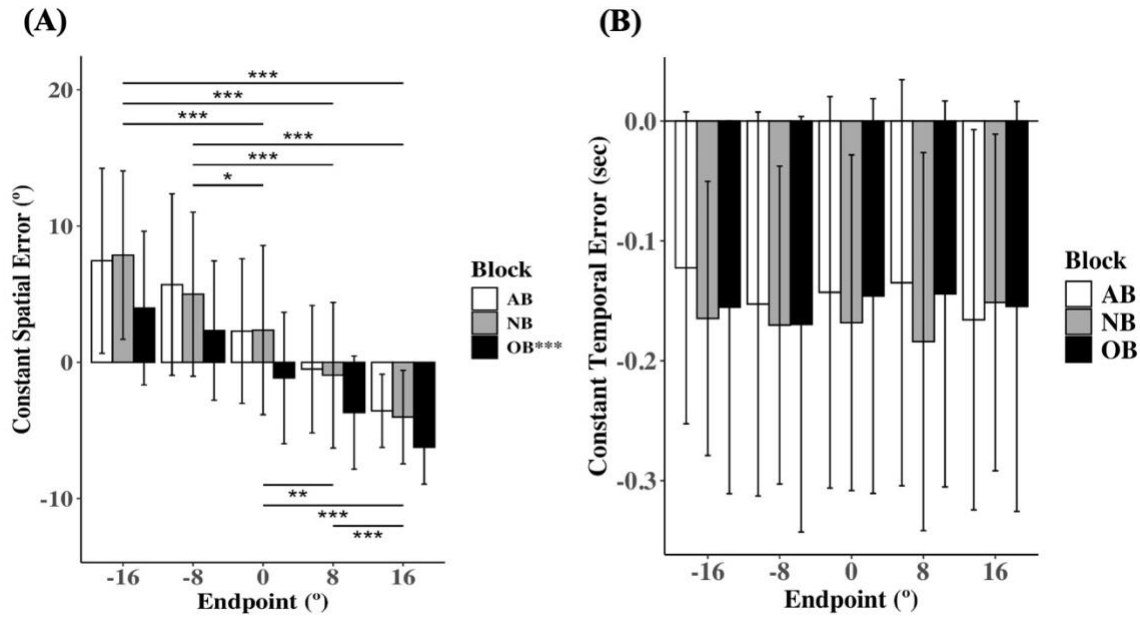 (A)
Constant Spatial Error (º)
20
10
0
-10
***
***
***
***
***
*
**
***
***
-16 -8 0 8 16
Endpoint (º)
Block
AB
NB
OB***
(B)
Constant Temporal Error (sec)
0.0
-0.1
-0.2
-0.3
-16 -8 0 8 16
Endpoint (º)
Block
AB
NB
OB